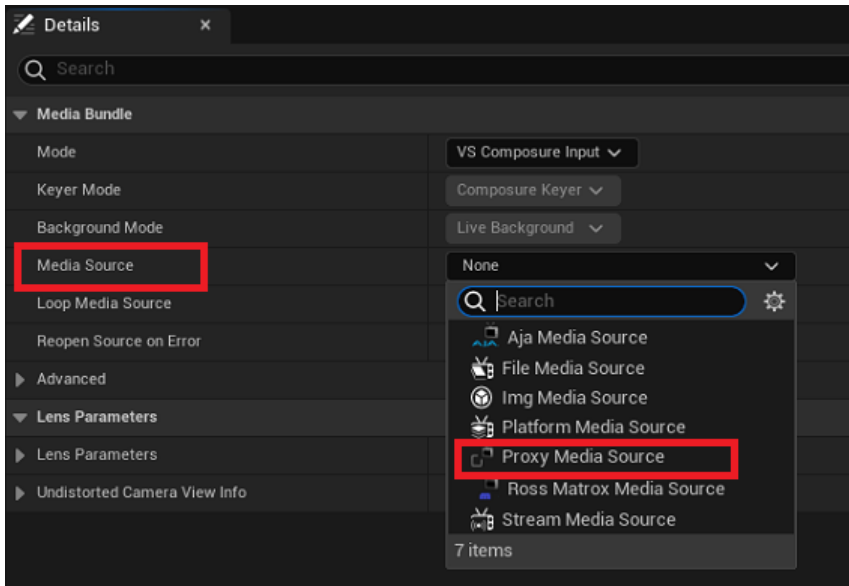 Details
Search
Media Bundle
Mode VS Composure Input
Keyer Mode Composure Keyer
Background Mode Live Background
Media Source None
Loop Media Source Search
Aja Media Source
Reopen Source on Error
File Media Source
Advanced
Img Media Source
Lens Parameters
Platform Media Source
Lens Parameters
Proxy Media Source
Undistorted Camera View Info
Ross Matrox Media Source
Stream Media Source
7 items